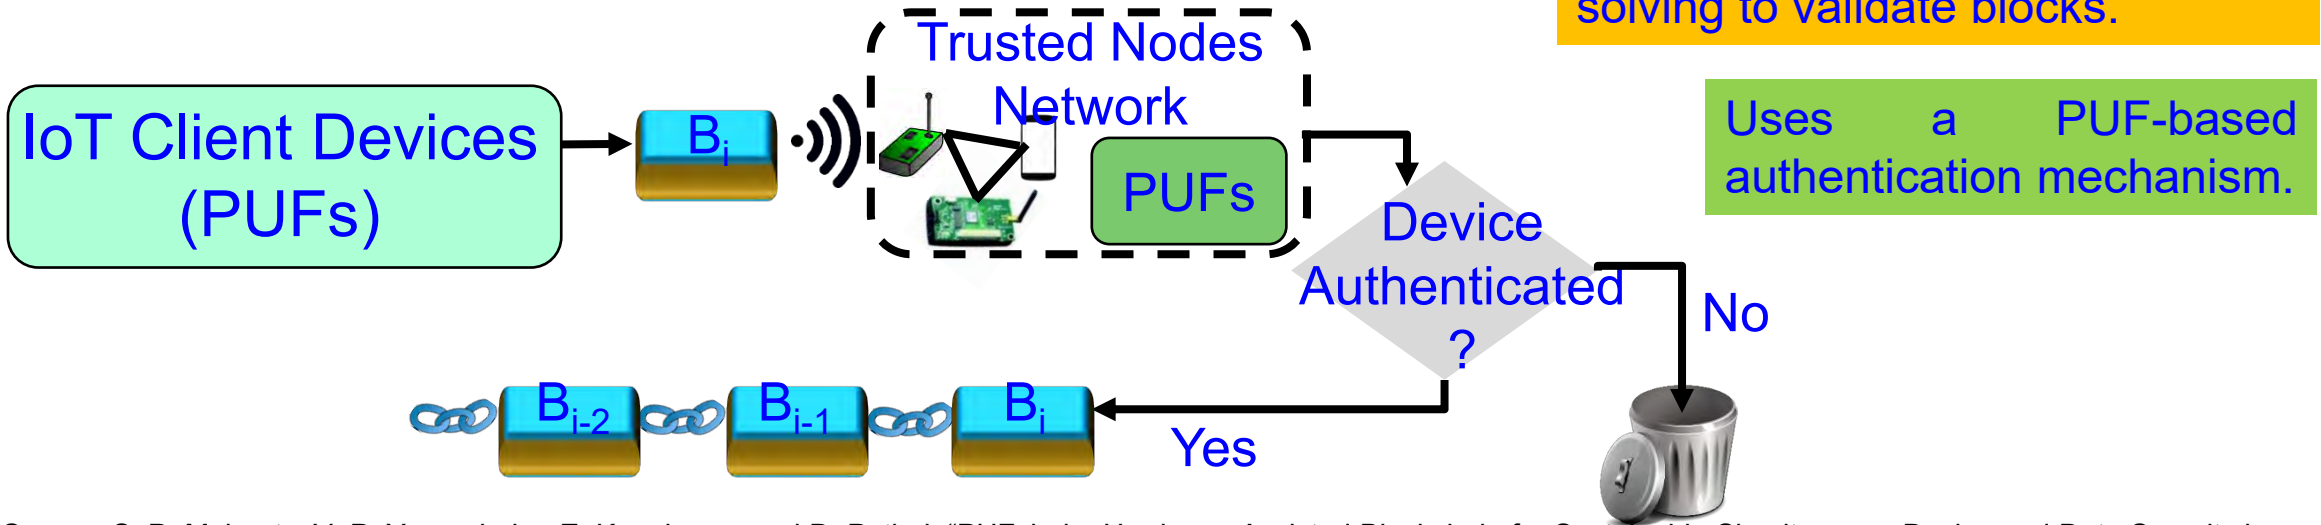 solving to validate blocks.
Trusted Nodes
Network
IoT Client Devices
(PUFs)
Bi
PUFs
Uses a PUF-based
authentication mechanism.
Device
Authenticated
?
No
Yes
Bi-2
Bi-1
Bi